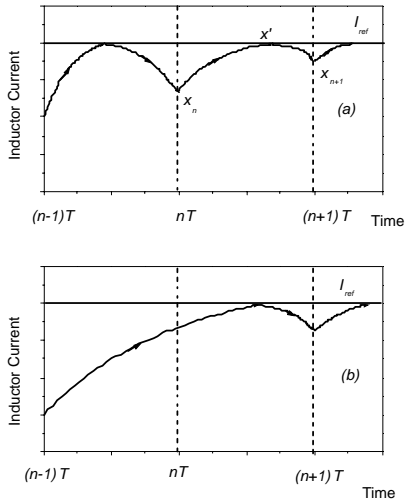 x' I_ref
x_n x_{n+1}
(a)
Inductor Current
(n-1)T nT (n+1) T Time
I_ref
(b)
Inductor Current
(n-1) T nT (n+1) T
Time